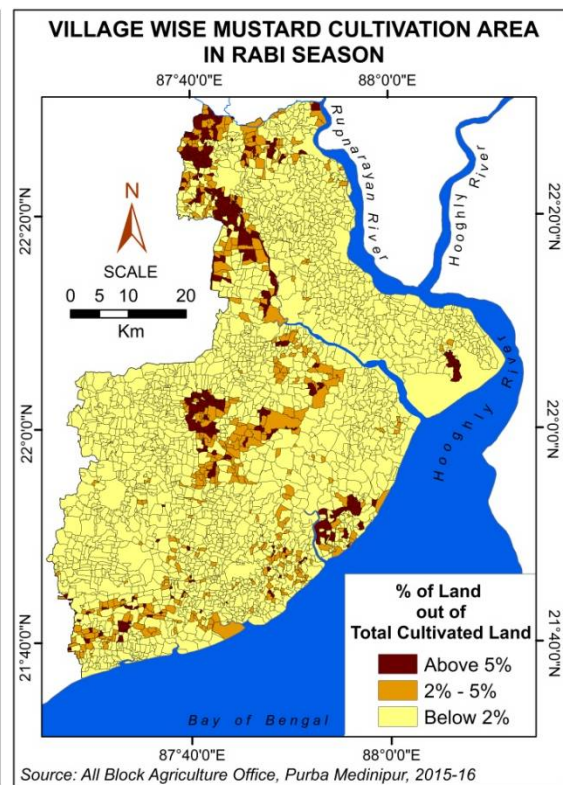 VILLAGE WISE MUSTARD CULTIVATION AREA
IN RABI SEASON
87°40'0"E 88°0'0"E
Rupnarayan River
Hooghly River
22°20'0"N 22°20'0"N
N
SCALE
0 5 10 20
Km
22°0'0"N 22°0'0"N
Hooghly River
21°40'0"N 21°40'0"N
% of Land
out of
Total Cultivated Land
Above 5%
2% - 5%
Below 2%
Bay of Bengal
87°40'0"E 88°0'0"E
Source: All Block Agriculture Office, Purba Medinipur, 2015-16